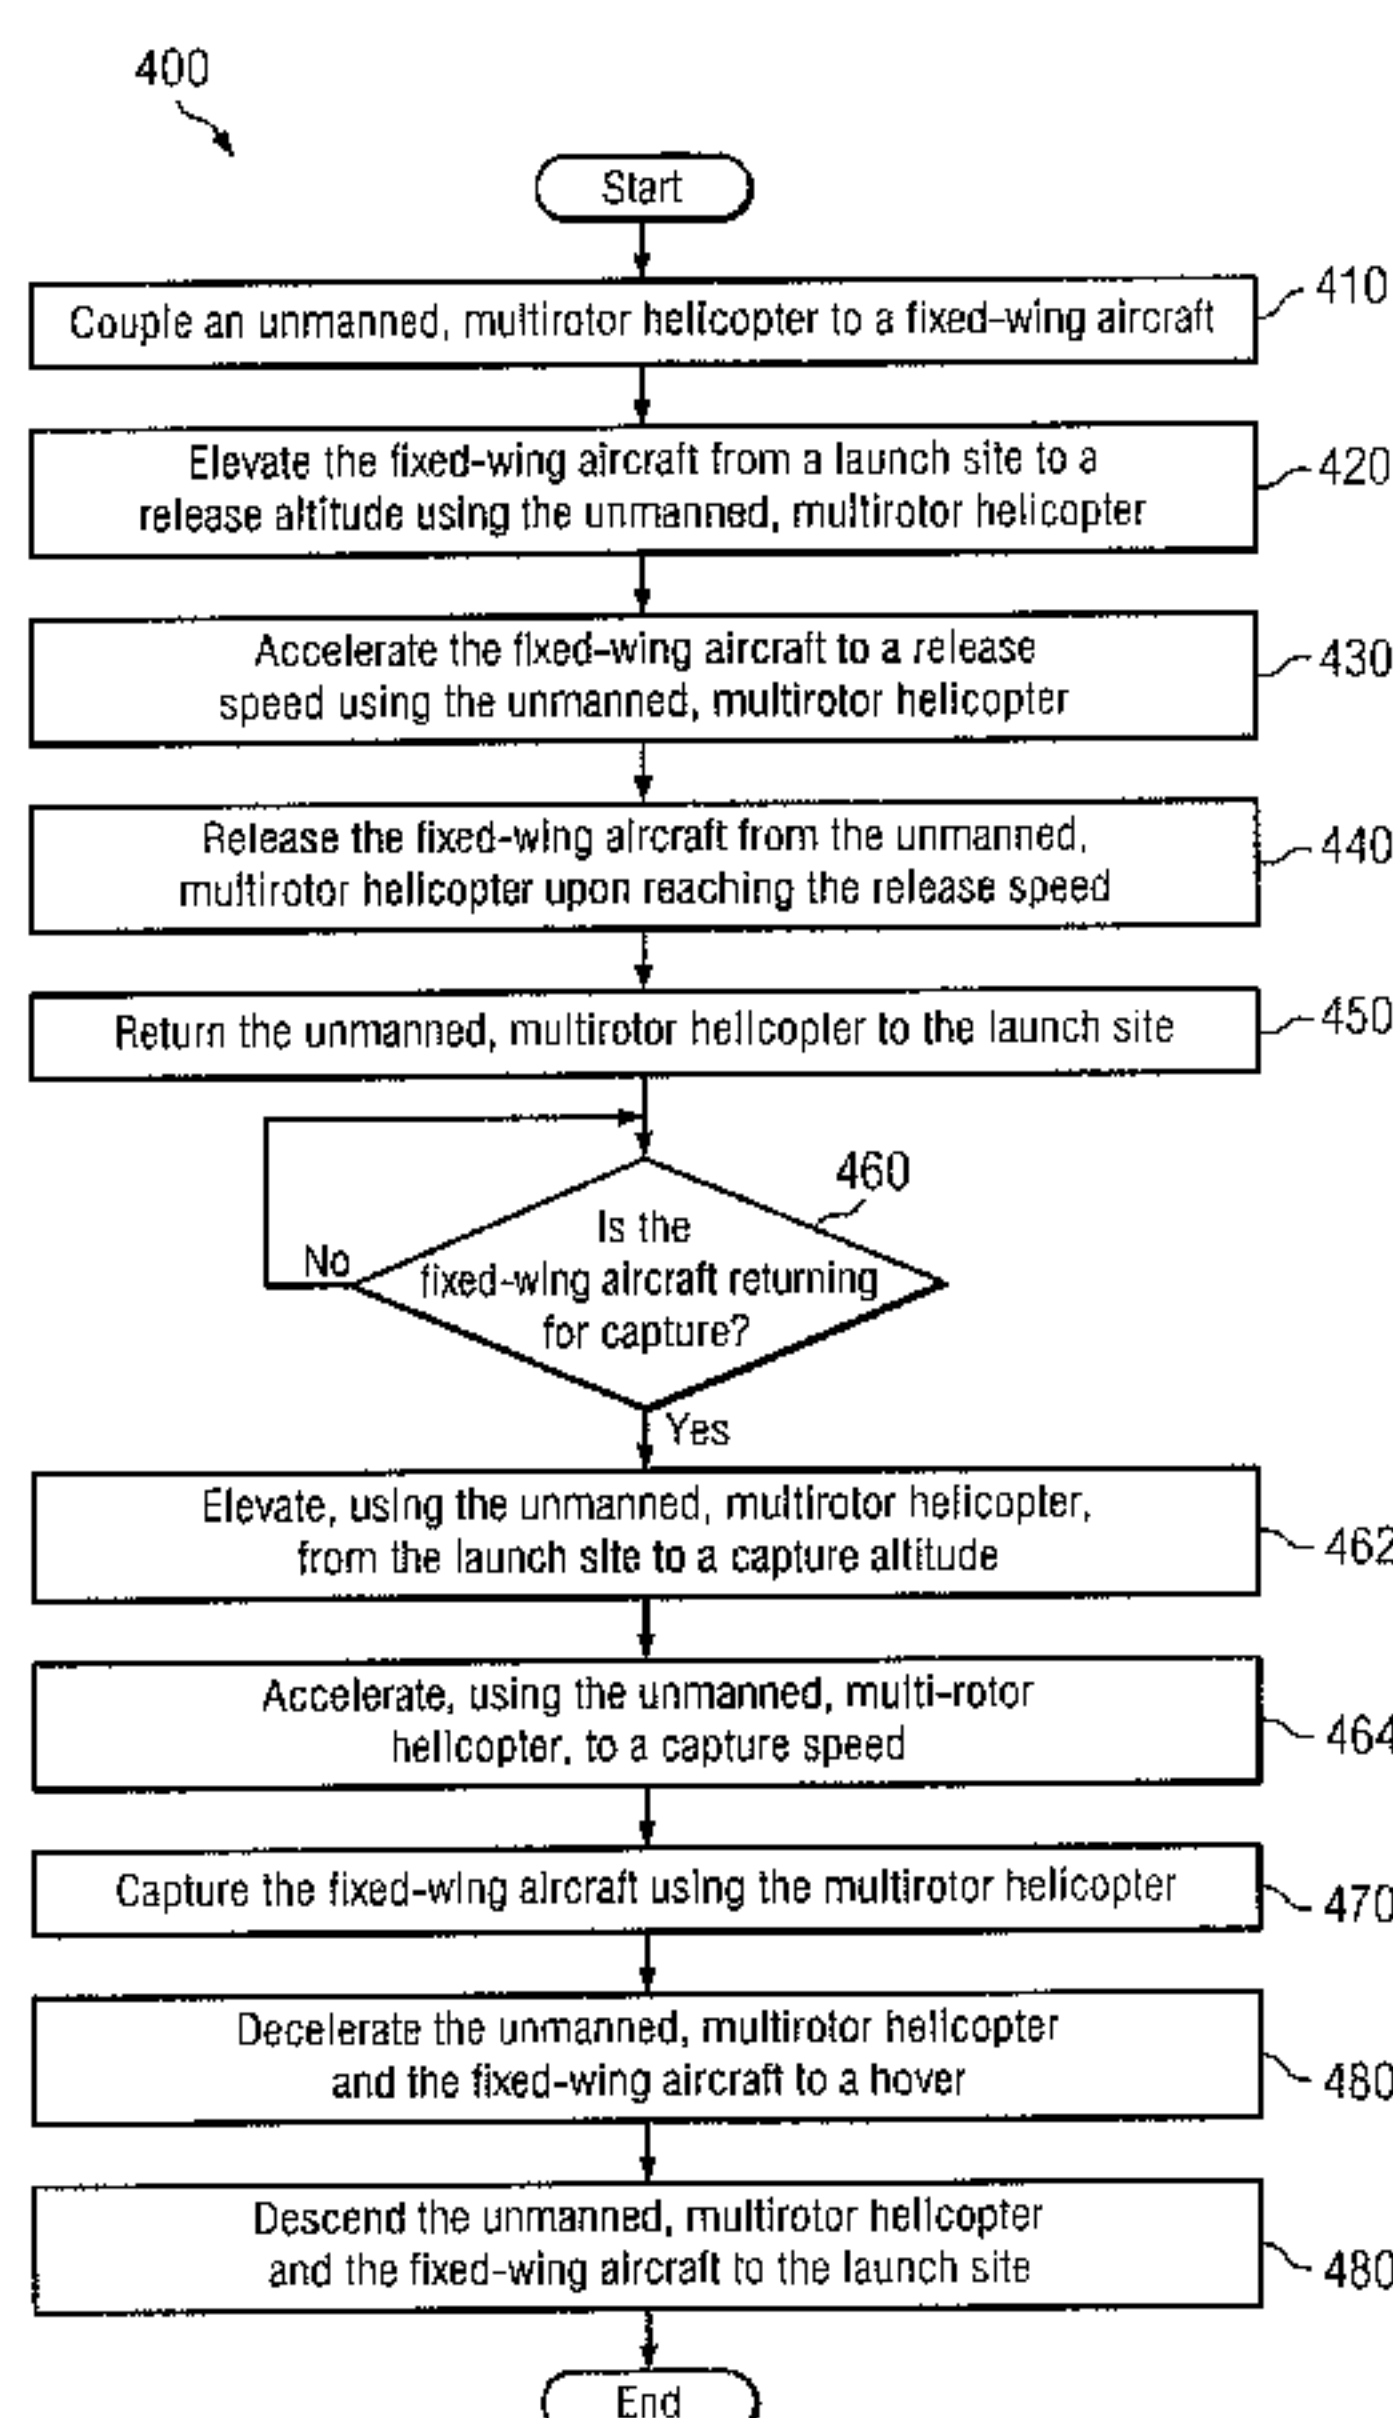 400
Start
Couple an unmanned, multirotor helicopter to a fixed-wing aircraft
410
Elevate the fixed-wing aircraft from a launch site to a
release altitude using the unmanned, multirotor helicopter
420
Accelerate the fixed-wing aircraft to a release
speed using the unmanned, multirotor helicopter
430
Release the fixed-wing aircraft from the unmanned,
multirotor helicopter upon reaching the release speed
440
Return the unmanned, multirotor helicopter to the launch site
450
460
Is the
fixed-wing aircraft returning
for capture?
No
Yes
Elevate, using the unmanned, multirotor helicopter,
from the launch site to a capture altitude
462
Accelerate, using the unmanned, multi-rotor
helicopter, to a capture speed
464
Capture the fixed-wing aircraft using the multirotor helicopter
470
Decelerate the unmanned, multirotor helicopter
and the fixed-wing aircraft to a hover
480
Descend the unmanned, multirotor helicopter
and the fixed-wing aircraft to the launch site
480
End